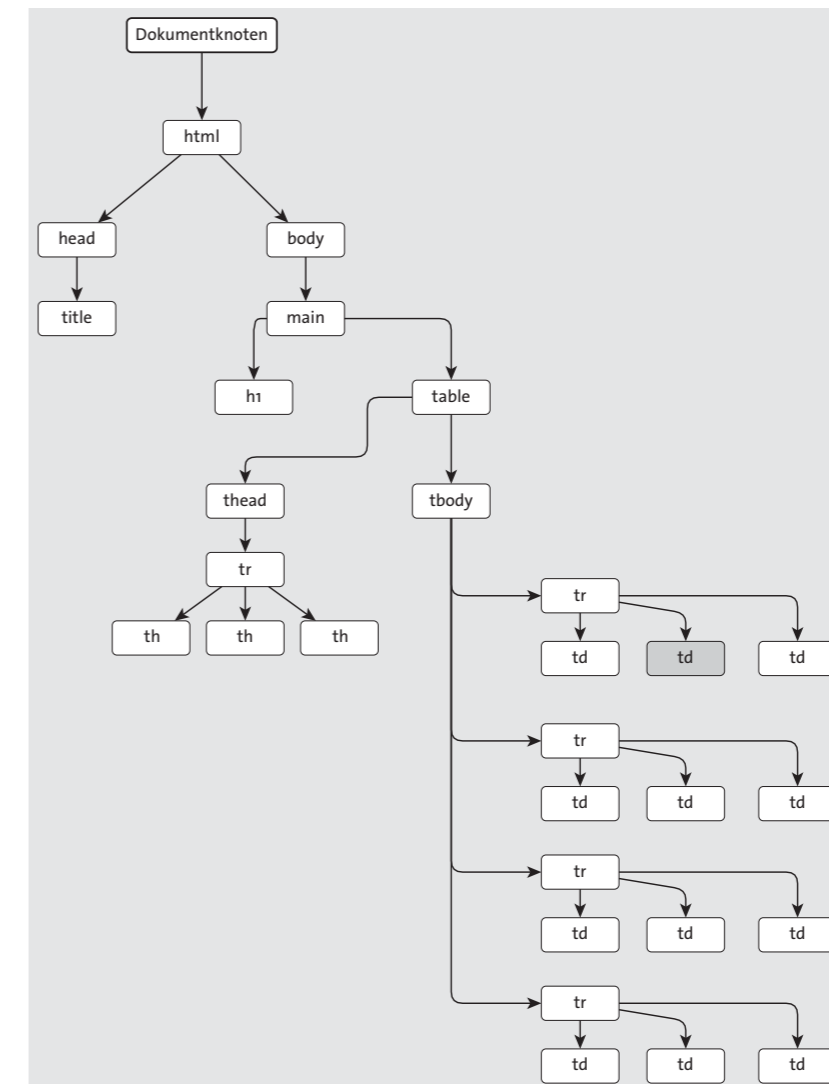 Dokumentknoten
html
head body
title main
h1 table
thead tbody
tr
tr
th th th
td td td
tr
td td td
tr
td td td
tr
td td td